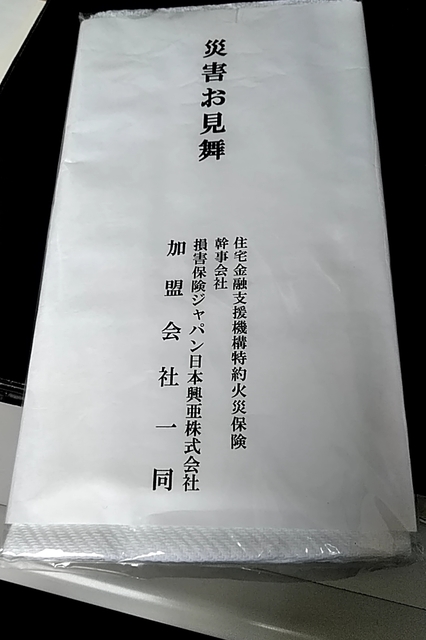 災害お見舞
住宅金融支援機構特約火災保険
幹事会社
損害保険ジャパン日本興亜株式会社
加盟会社一同